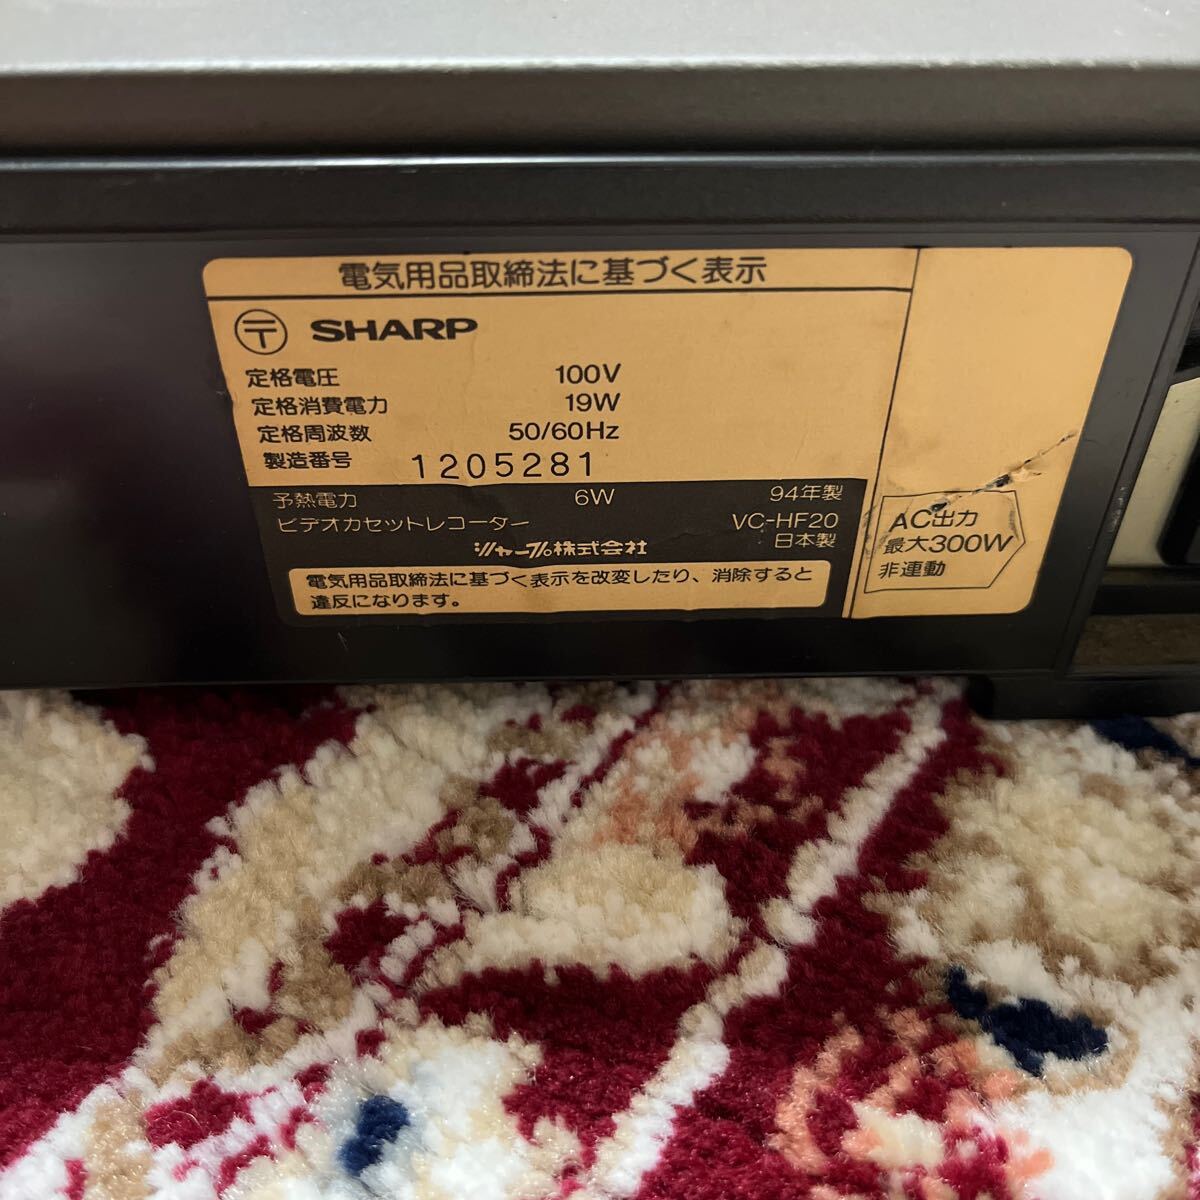 電気用品取締法に基づく表示
〒 SHARP
定格電圧 100V
定格消費電力 19W
定格周波数 50/60Hz
製造番号 1205281
予熱電力 6W 94年製
ビデオカセットレコーダー VC-HF20
日本製
シャープ株式会社
電気用品取締法に基づく表示を改変したり、消除すると
違反になります。
AC出力
最大300W
非連動